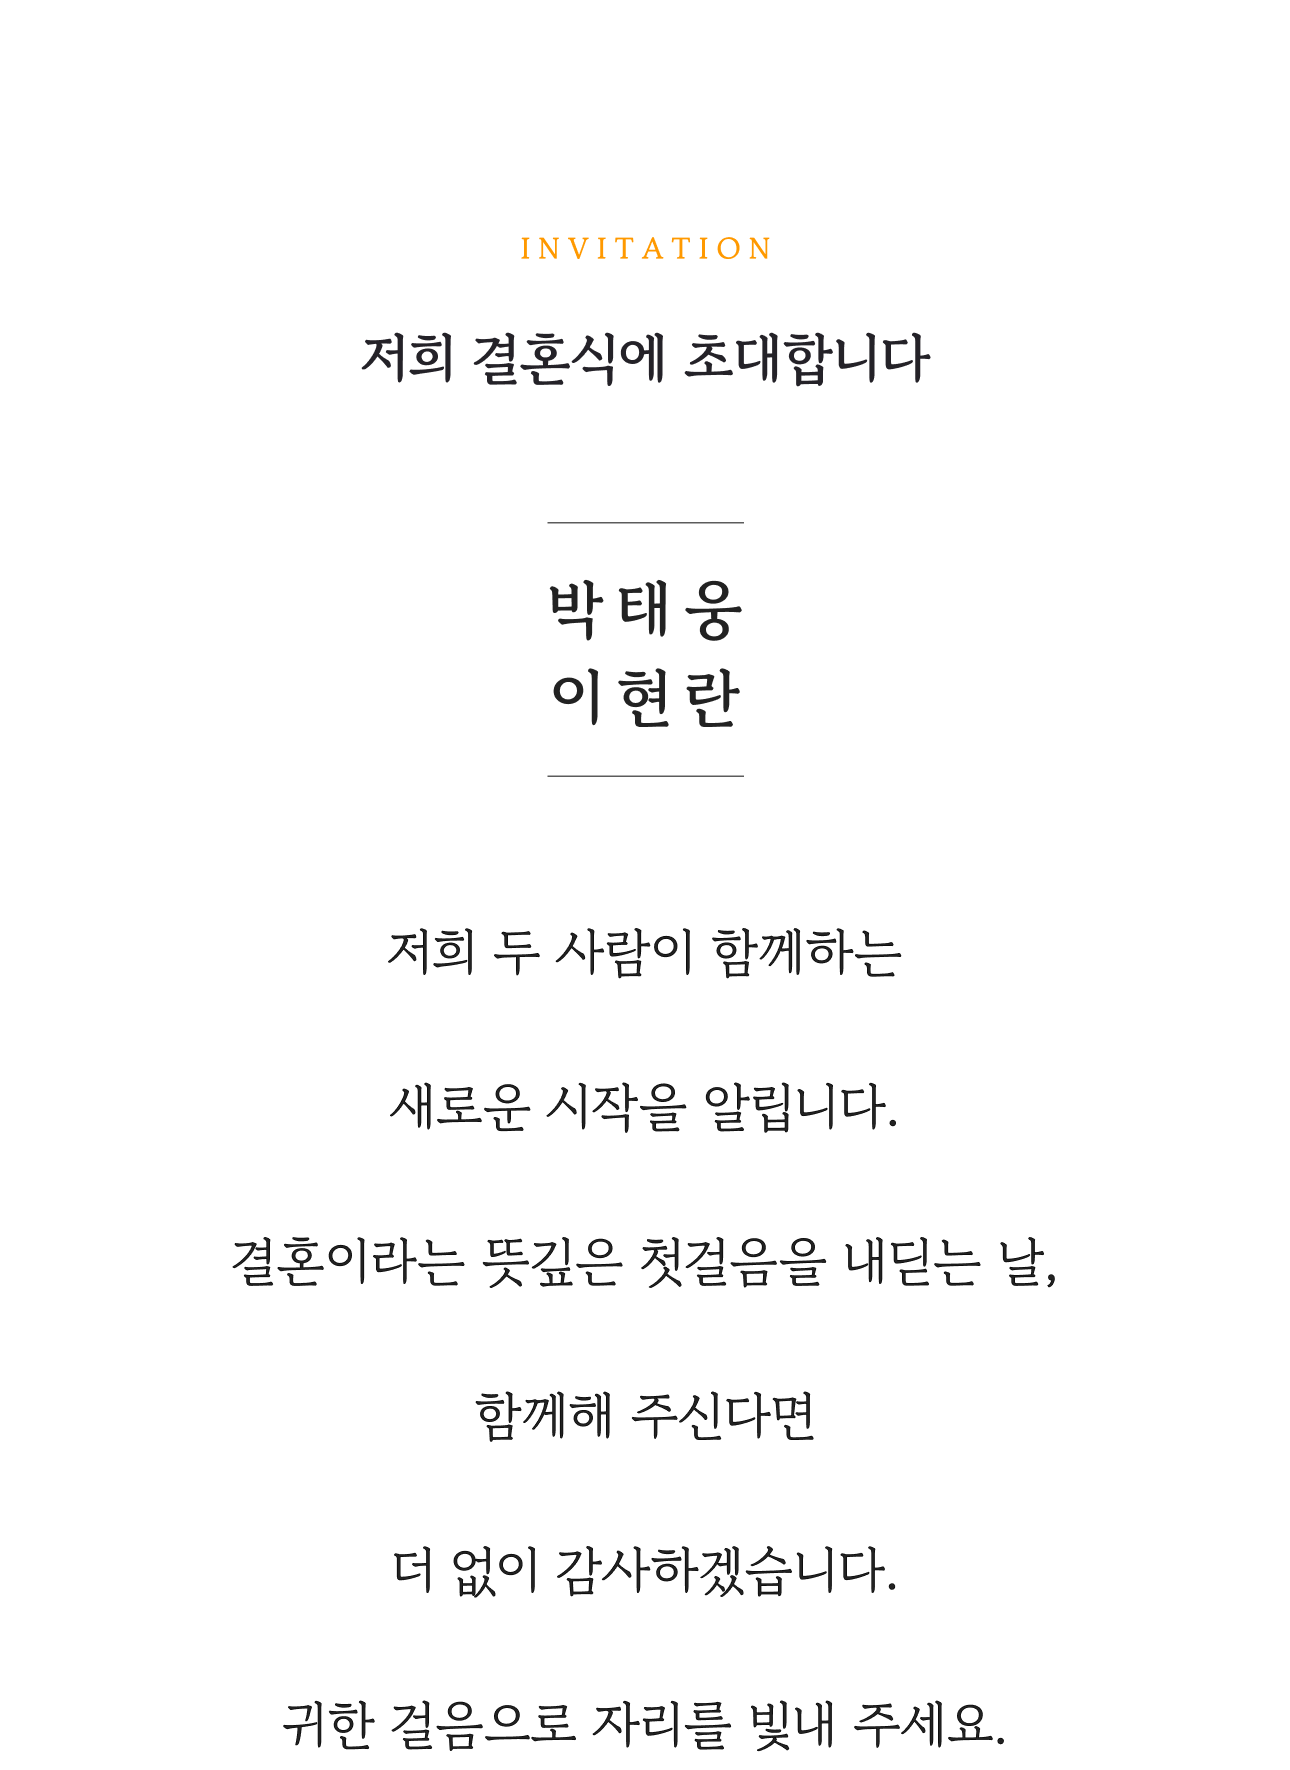 INVITATION
저희 결혼식에 초대합니다
박태웅
이현란
저희 두 사람이 함께하는
새로운 시작을 알립니다.
결혼이라는 뜻깊은 첫걸음을 내딛는 날,
함께해 주신다면
더 없이 감사하겠습니다.
귀한 걸음으로 자리를 빛내 주세요.